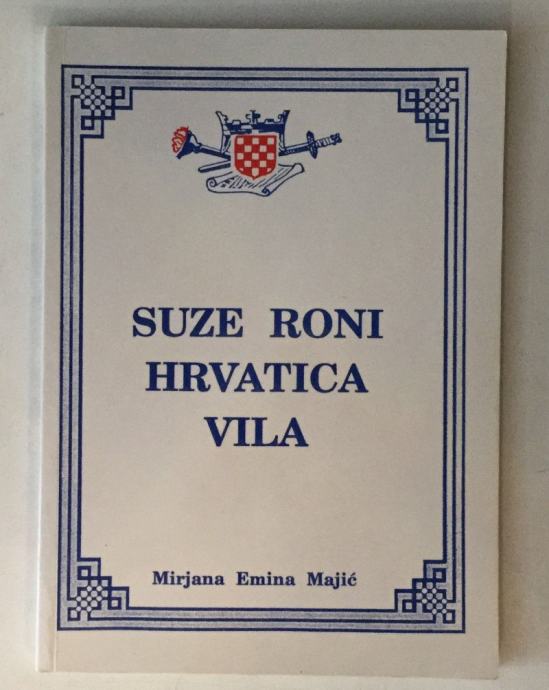 SUZE RONI
HRVATICA
VILA
Mirjana Emina Majić